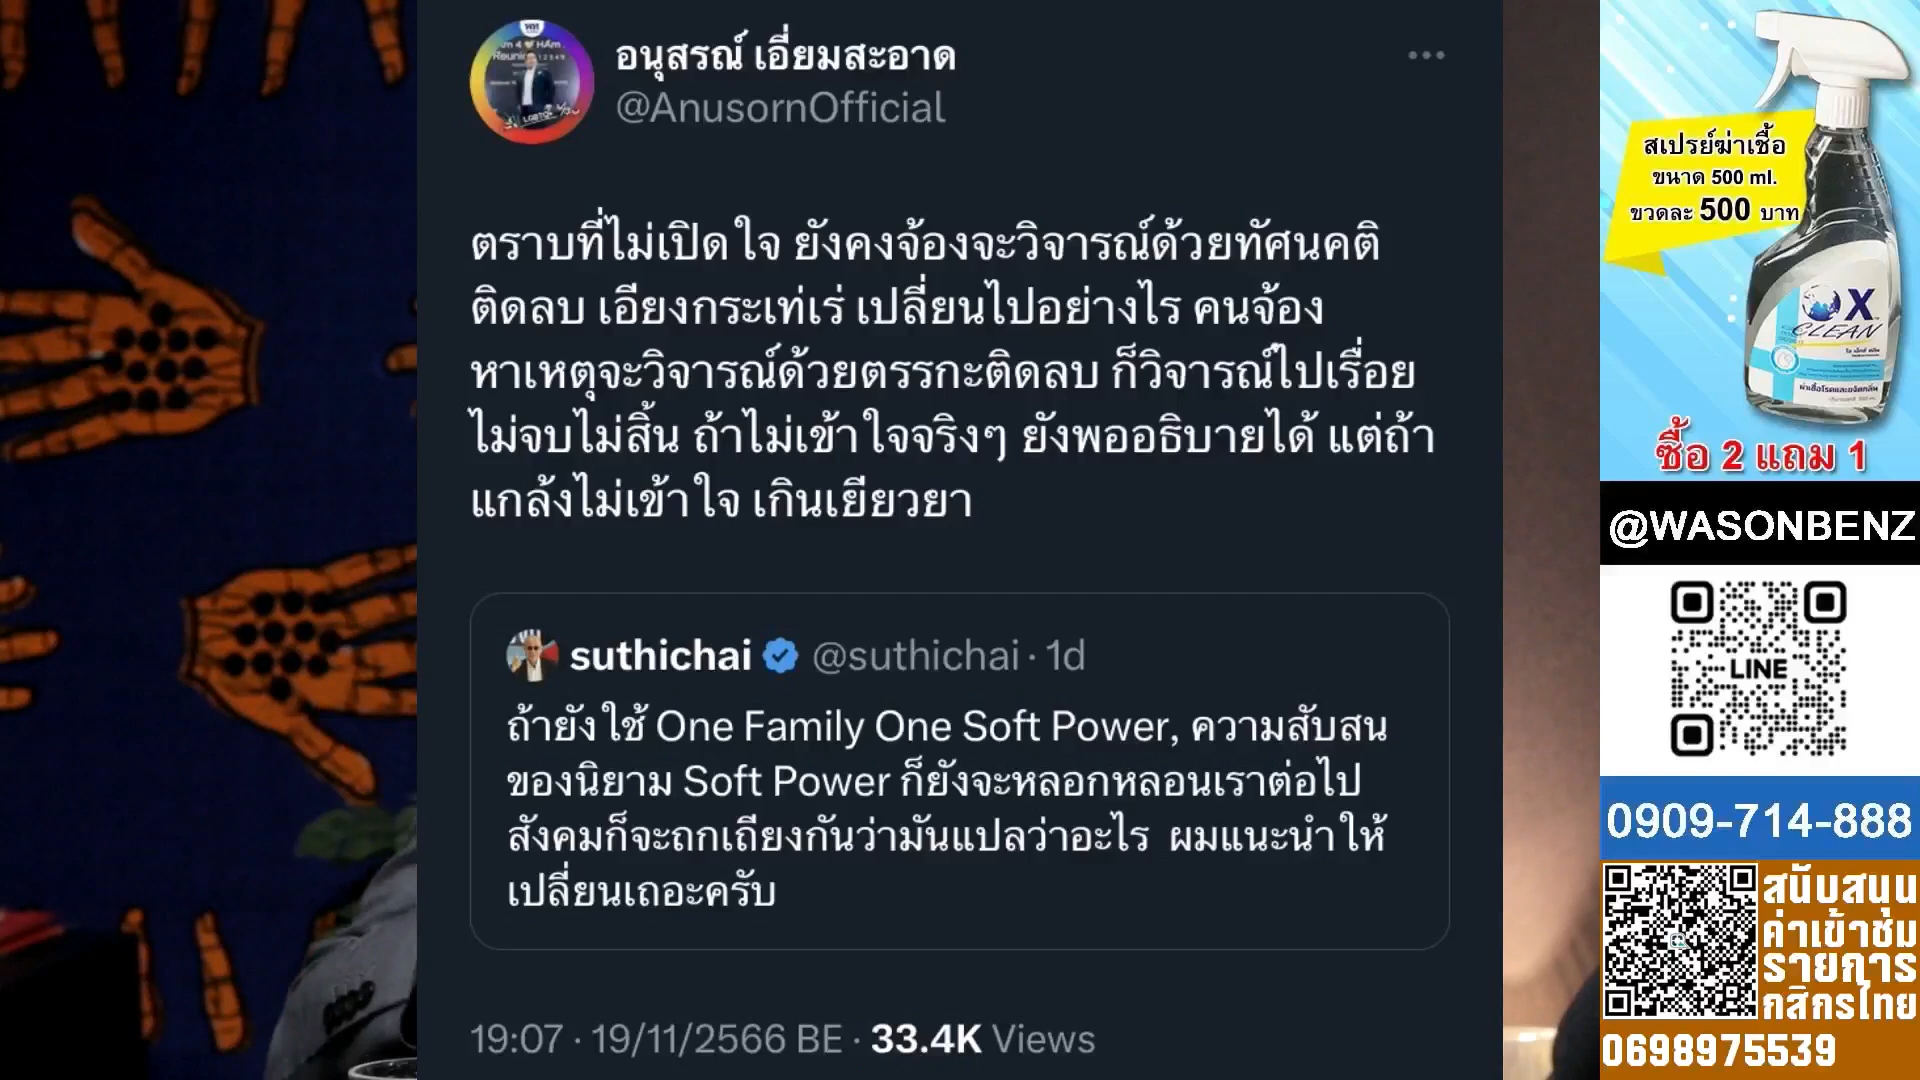 อนุสรณ์ เอี่ยมสะอาด
@AnusornOfficial
ตราบที่ไม่เปิดใจ ยังคงจ้องจะวิจารณ์ด้วยทัศนคติ
ติดลบ เอียงกระเท่เร่ เปลี่ยนไปอย่างไร คนจ้อง
หาเหตุจะวิจารณ์ด้วยตรรกะติดลบ ก็วิจารณ์ไปเรื่อย
ไม่จบไม่สิ้น ถ้าไม่เข้าใจจริงๆ ยังพออธิบายได้ แต่ถ้า
แกล้งไม่เข้าใจ เกินเยียวยา
suthichai @suthichai · 1d
ถ้ายังใช้ One Family One Soft Power, ความสับสน
ของนิยาม Soft Power ก็ยังจะหลอกหลอนเราต่อไป
สังคมก็จะถกเถียงกันว่ามันแปลว่าอะไร ผมแนะนำให้
เปลี่ยนเถอะครับ
19:07 · 19/11/2566 BE · 33.4K Views
สเปรย์ฆ่าเชื้อ
ขนาด 500 ml.
ขวดละ 500 บาท
OX
CLEAN
ซื้อ 2 แถม 1
@WASONBENZ
LINE
0909-714-888
สนับสนุน
ค่าเข้าชม
รายการ
กสิกรไทย
0698975539